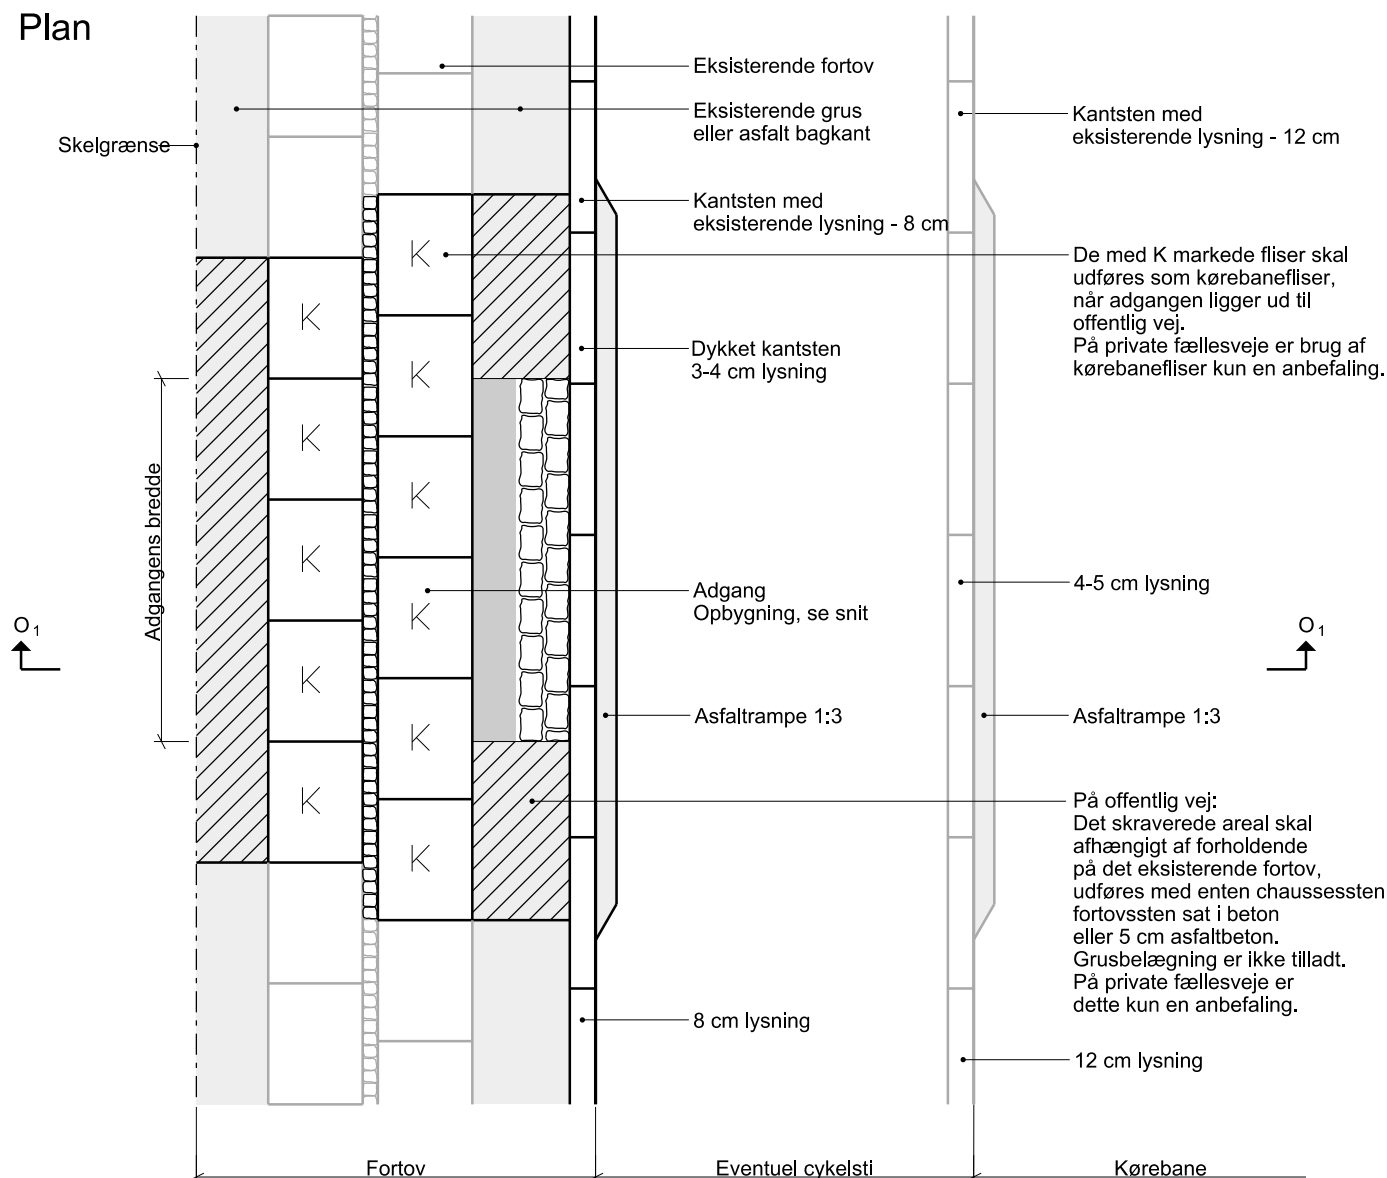 Plan
Eksisterende fortov
Eksisterende grus
eller asfalt bagkant
Kantsten med
eksisterende lysning - 12 cm
Skelgrænse
Kantsten med
eksisterende lysning - 8 cm
K
De med K markede fliser skal
udføres som kørebanefliser,
når adgangen ligger ud til
offentlig vej.
På private fællesveje er brug af
kørebanefliser kun en anbefaling.
K
Dykket kantsten
3-4 cm lysning
K
K
K
Adgangens bredde
K
4-5 cm lysning
Adgang
Opbygning, se snit
K
O 1
O 1
K
K
Asfaltrampe 1:3
Asfaltrampe 1:3
K
K
På offentlig vej:
Det skraverede areal skal
afhængigt af forholdende
på det eksisterende fortov,
udføres med enten chaussessten
fortovssten sat i beton
eller 5 cm asfaltbeton.
Grusbelægning er ikke tilladt.
På private fællesveje er
dette kun en anbefaling.
8 cm lysning
12 cm lysning
Fortov
Eventuel cykelsti
Kørebane